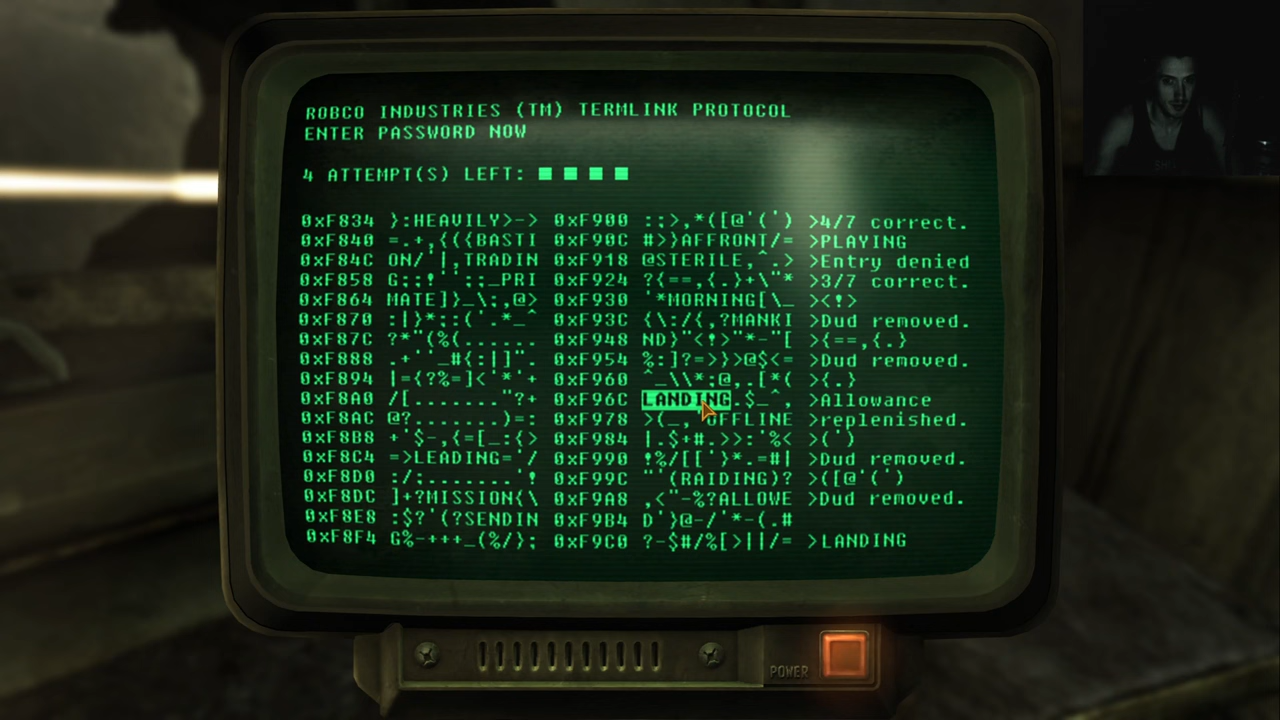 ROBCO INDUSTRIES (TM) TERMLINK PROTOCOL
ENTER PASSWORD NOW
4 ATTEMPT(S) LEFT: ■ ■ ■ ■
0xF834 }:HEAVILY>-> 0xF900 :;>,*([@'(') >4/7 correct.
0xF840 =.+,{({BASTI 0xF90C #>}AFFRONT/= >PLAYING
0xF84C ON/'|,TRADIN 0xF918 @STERILE,^.> >Entry denied
0xF858 G;:!'':;_PRI 0xF924 ?{==,{.}+\"* >3/7 correct.
0xF864 MATE]}_\:,@> 0xF930 '*MORNING[\_ ><!>
0xF870 :|}*;:('.*_^ 0xF93C {\:/{,?MANKI >Dud removed.
0xF87C ?*"(%(...... 0xF948 ND}"<!>"*-"[ >{==,{.}
0xF888 .+''_#{:|]". 0xF954 %:]?=>}>@$<= >Dud removed.
0xF894 |={?%=]<'*'+ 0xF960 ^_\\*;@,.[*( >{.}
0xF8A0 /[......."?+ 0xF96C LANDING.$_^, >Allowance
0xF8AC @?.......)=: 0xF978 >(_,'OFFLINE >replenished.
0xF8B8 +'$-,{=[_:{> 0xF984 |.$+#.>>:'%< >(')
0xF8C4 =>LEADING='/ 0xF990 !%/[['}*.=#| >Dud removed.
0xF8D0 :/:.......'! 0xF99C "'(RAIDING)? >([@'(')
0xF8DC ]+?MISSION{\ 0xF9A8 ,<"-%?ALLOWE >Dud removed.
0xF8E8 :$?'(?SENDIN 0xF9B4 D'}@-/'*-(.#
0xF8F4 G%-+++_(%/}; 0xF9C0 ?-$#/%[>||/= >LANDING
POWER